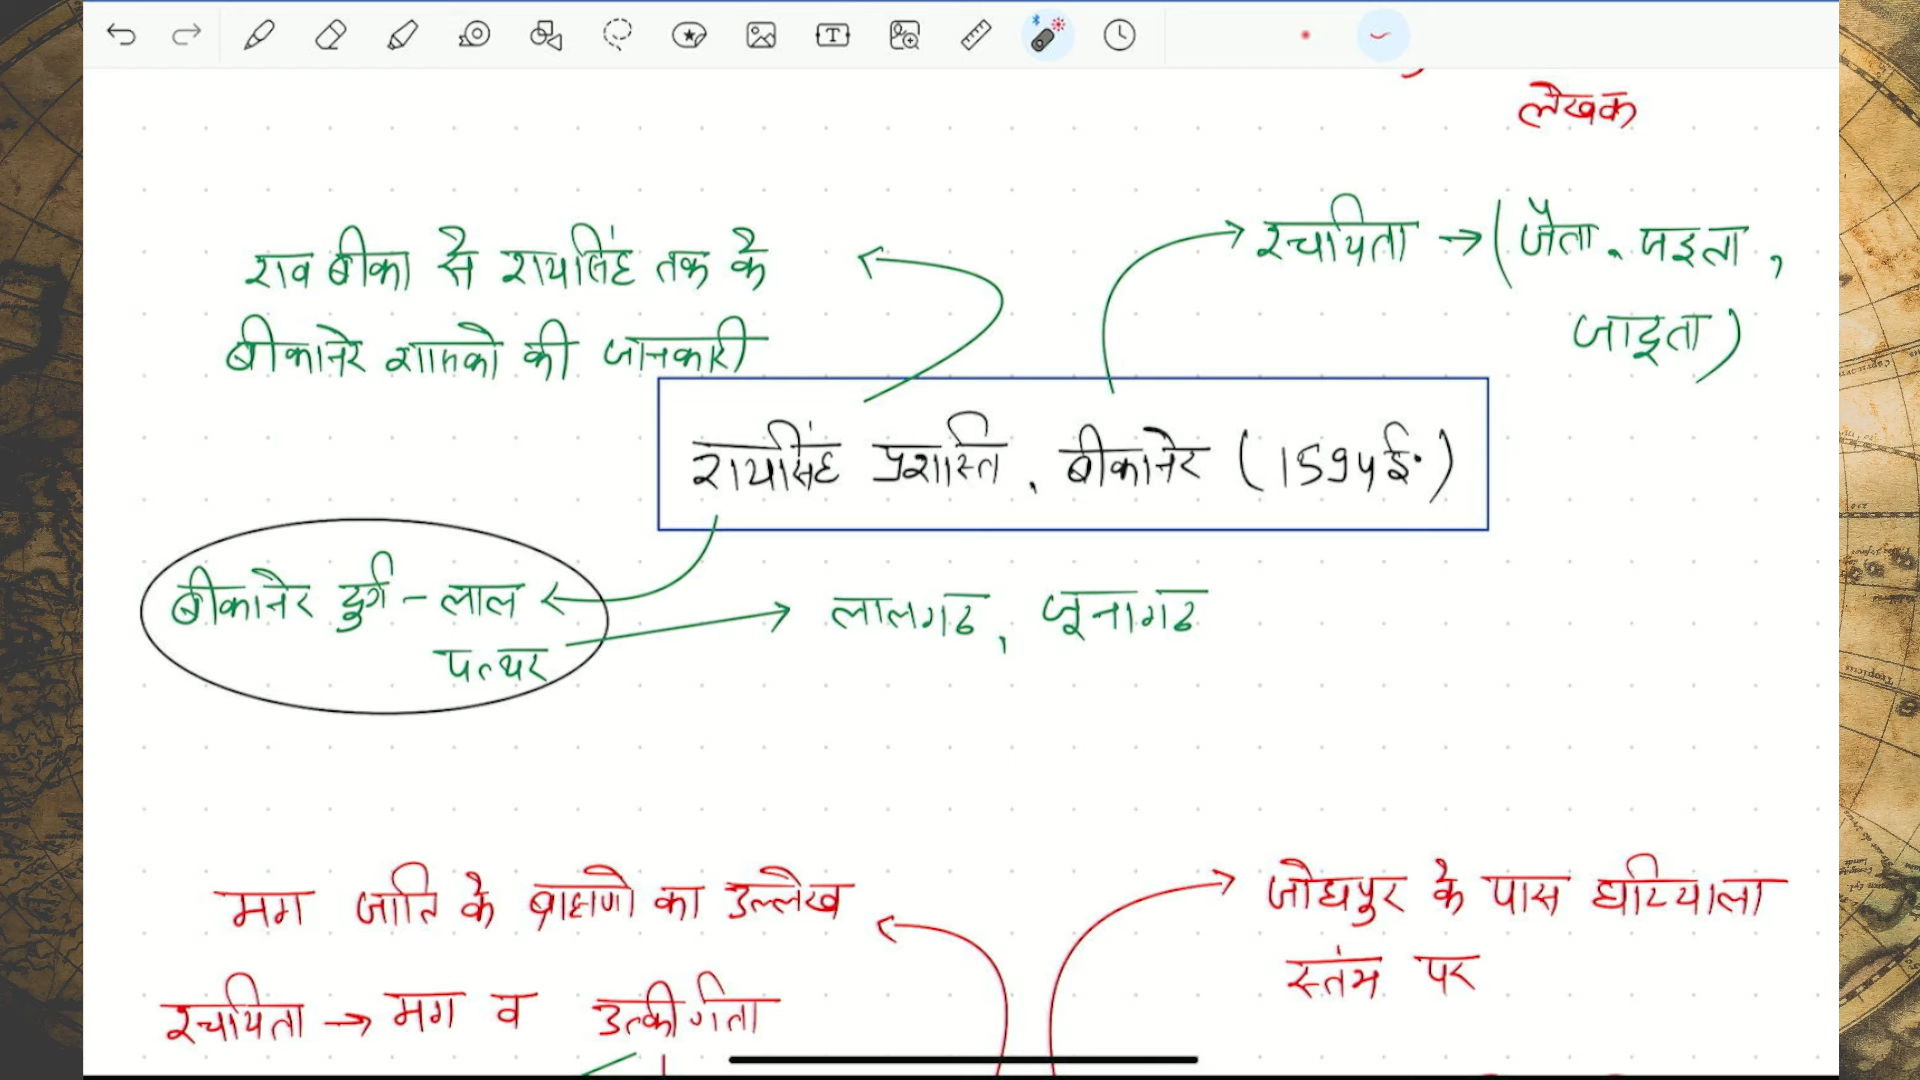 लेखक
राव बीका से रायसिंह तक के
बीकानेर शासको की जानकारी
रचयिता → (जैता, जइता,
जाइता)
रायसिंह प्रशस्ति, बीकानेर (1594ई.)
बीकानेर दुर्ग - लाल
पत्थर
लालगढ, जूनागढ
मग जाति के ब्राह्मणो का उल्लेख
रचयिता → मग व उत्कीर्णता
जोधपुर के पास घटियाला
स्तंभ पर